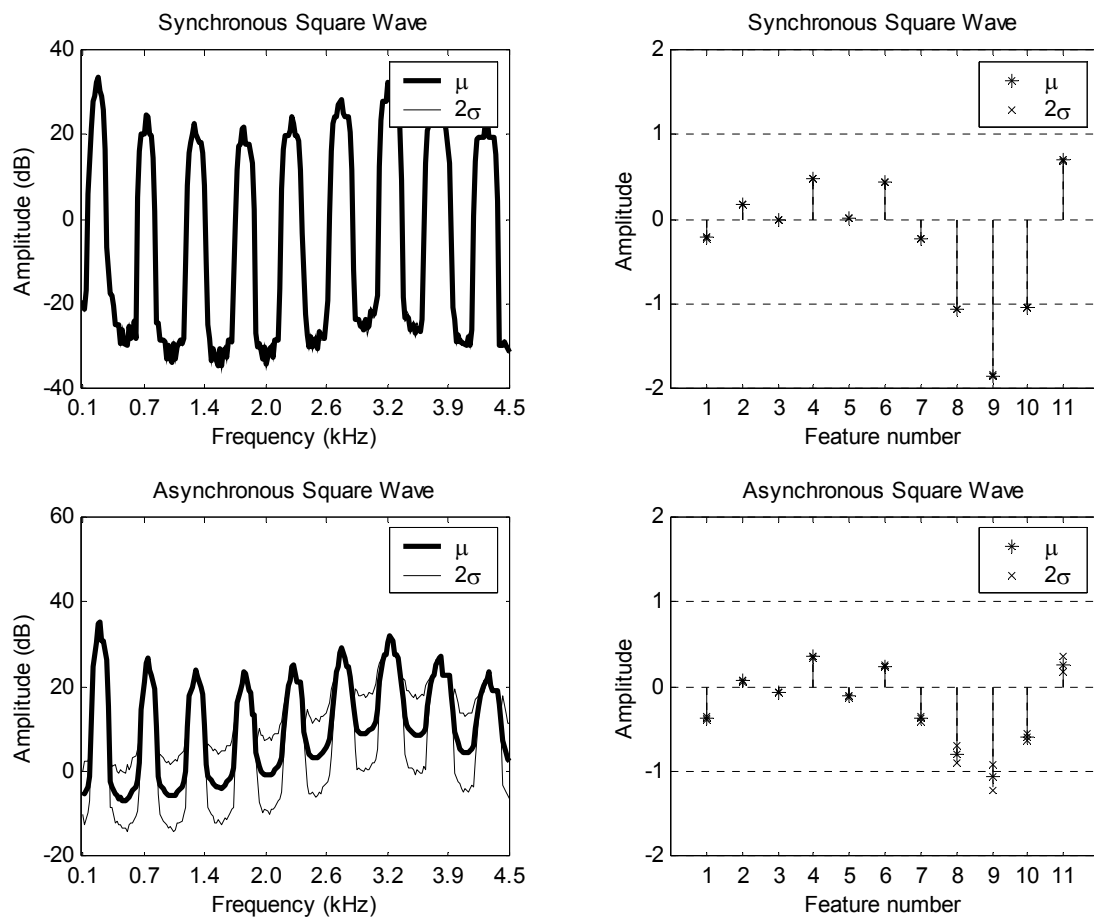 Synchronous Square Wave
40
20
0
-20
-40
Amplitude (dB)
μ
2σ
0.1 0.7 1.4 2.0 2.6 3.2 3.9 4.5
Frequency (kHz)
Synchronous Square Wave
2
1
0
-1
-2
Amplitude
μ
2σ
1 2 3 4 5 6 7 8 9 10 11
Feature number
Asynchronous Square Wave
60
40
20
0
-20
Amplitude (dB)
μ
2σ
0.1 0.7 1.4 2.0 2.6 3.2 3.9 4.5
Frequency (kHz)
Asynchronous Square Wave
2
1
0
-1
-2
Amplitude
μ
2σ
1 2 3 4 5 6 7 8 9 10 11
Feature number